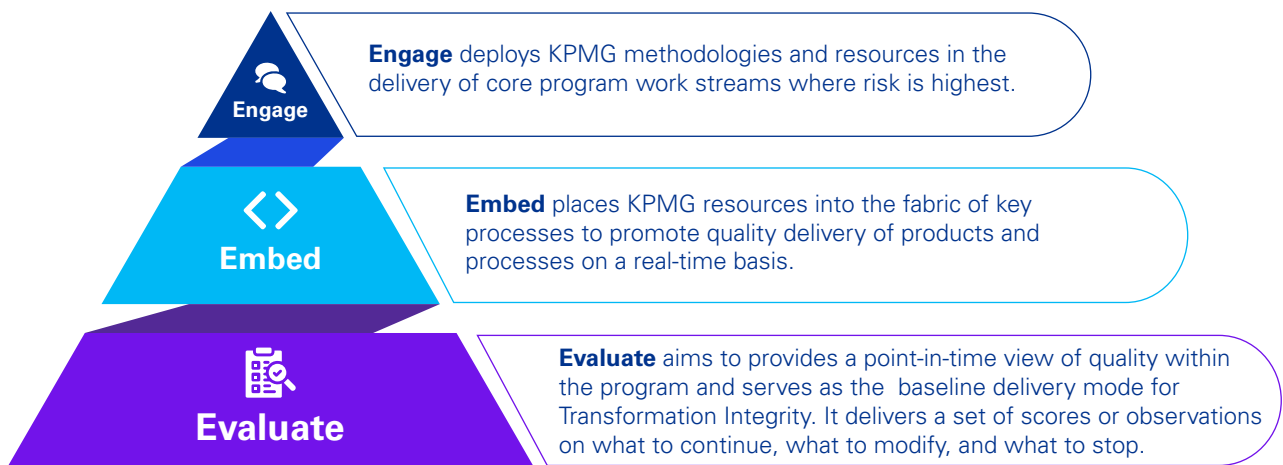 Engage
Engage deploys KPMG methodologies and resources in the
delivery of core program work streams where risk is highest.
Embed
Embed places KPMG resources into the fabric of key
processes to promote quality delivery of products and
processes on a real-time basis.
Evaluate
Evaluate aims to provides a point-in-time view of quality within
the program and serves as the  baseline delivery mode for
Transformation Integrity. It delivers a set of scores or observations
on what to continue, what to modify, and what to stop.